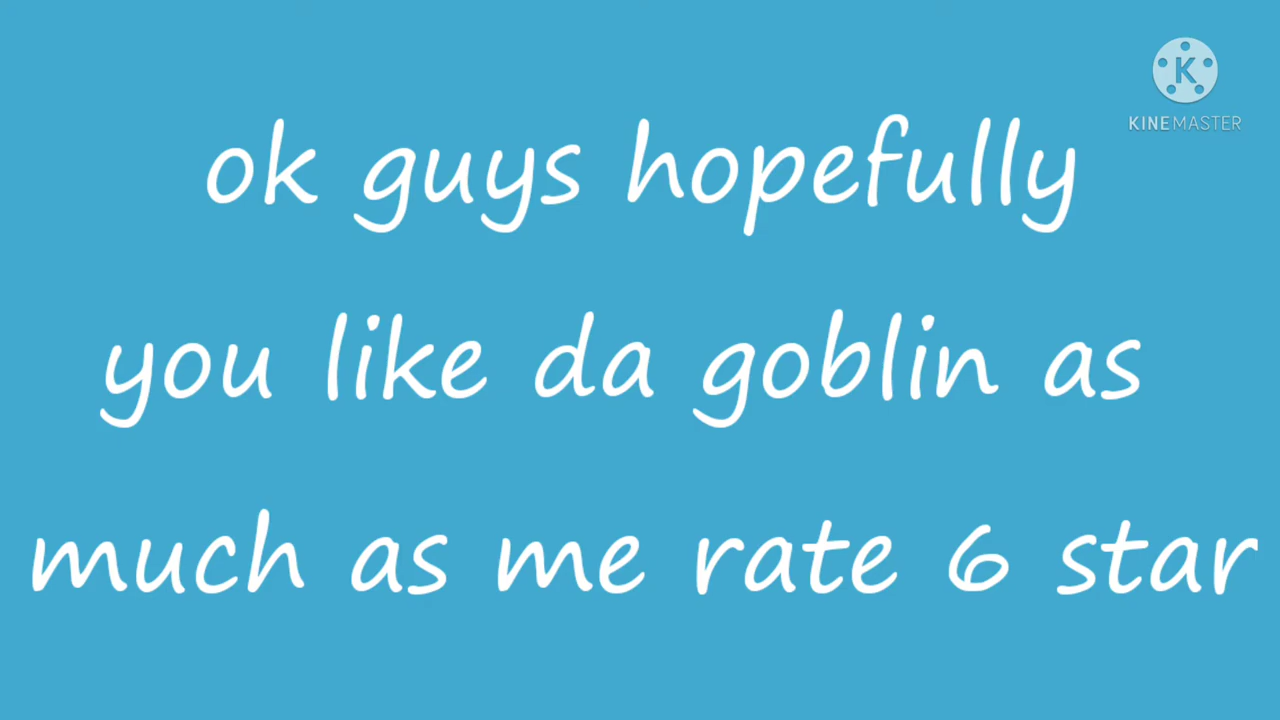 K
KINEMASTER
ok guys hopefully
you like da goblin as
much as me rate 6 star